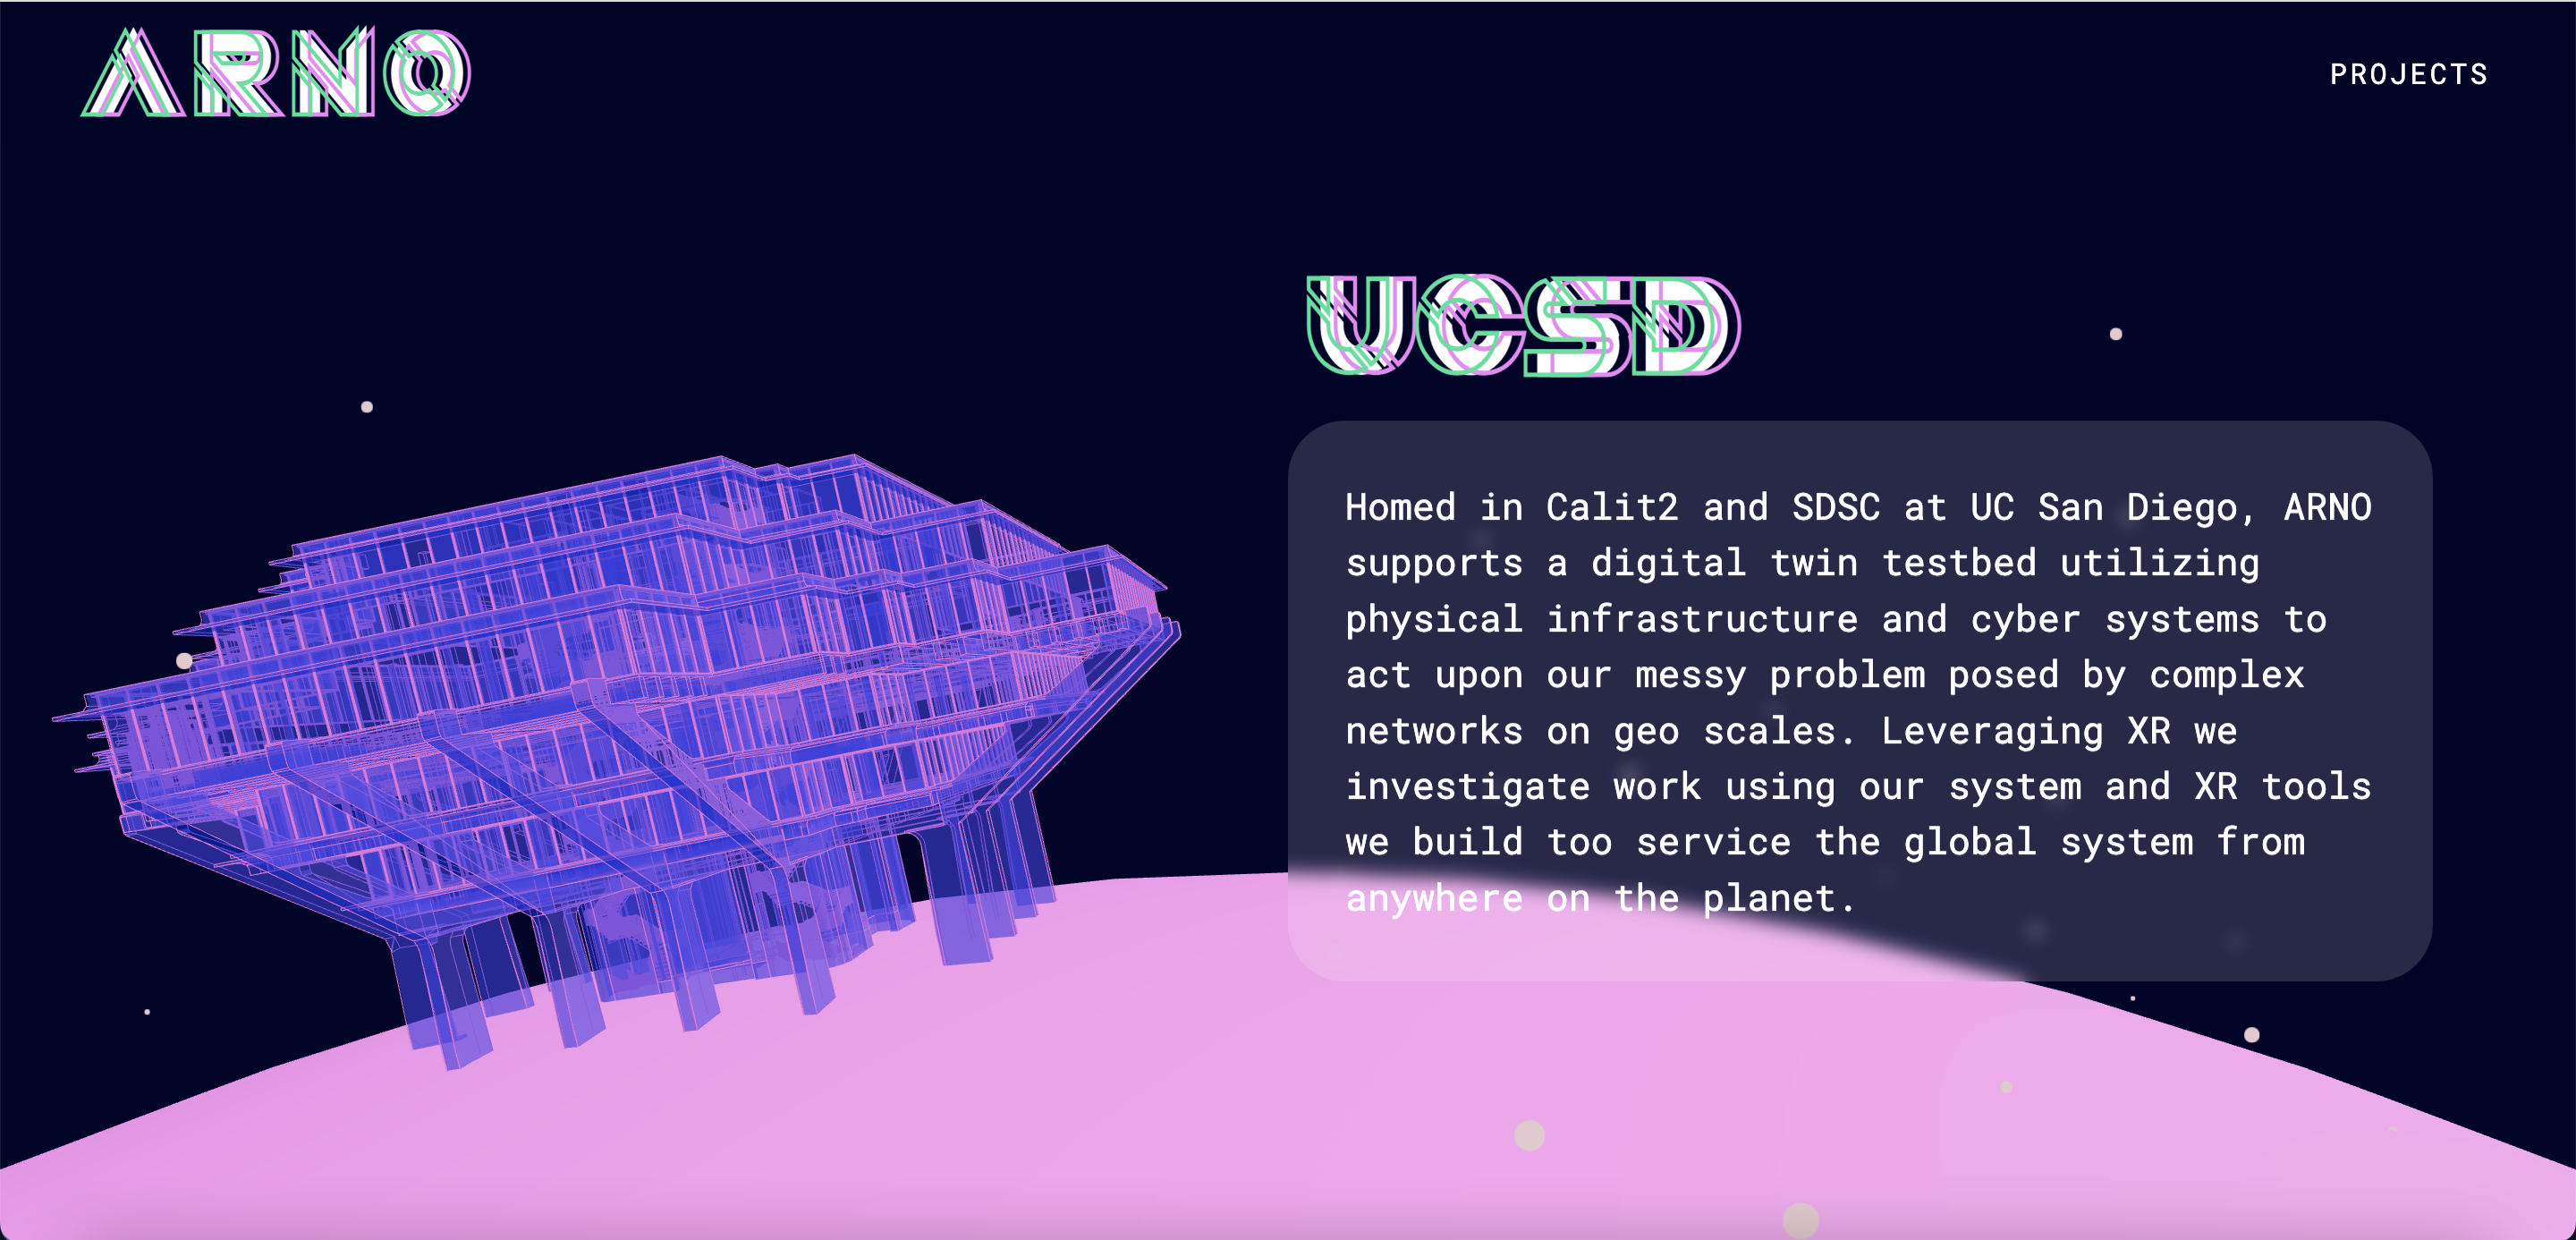 ARNO
PROJECTS
UCSD
Homed in Calit2 and SDSC at UC San Diego, ARNO
supports a digital twin testbed utilizing
physical infrastructure and cyber systems to
act upon our messy problem posed by complex
networks on geo scales. Leveraging XR we
investigate work using our system and XR tools
we build too service the global system from
anywhere on the planet.